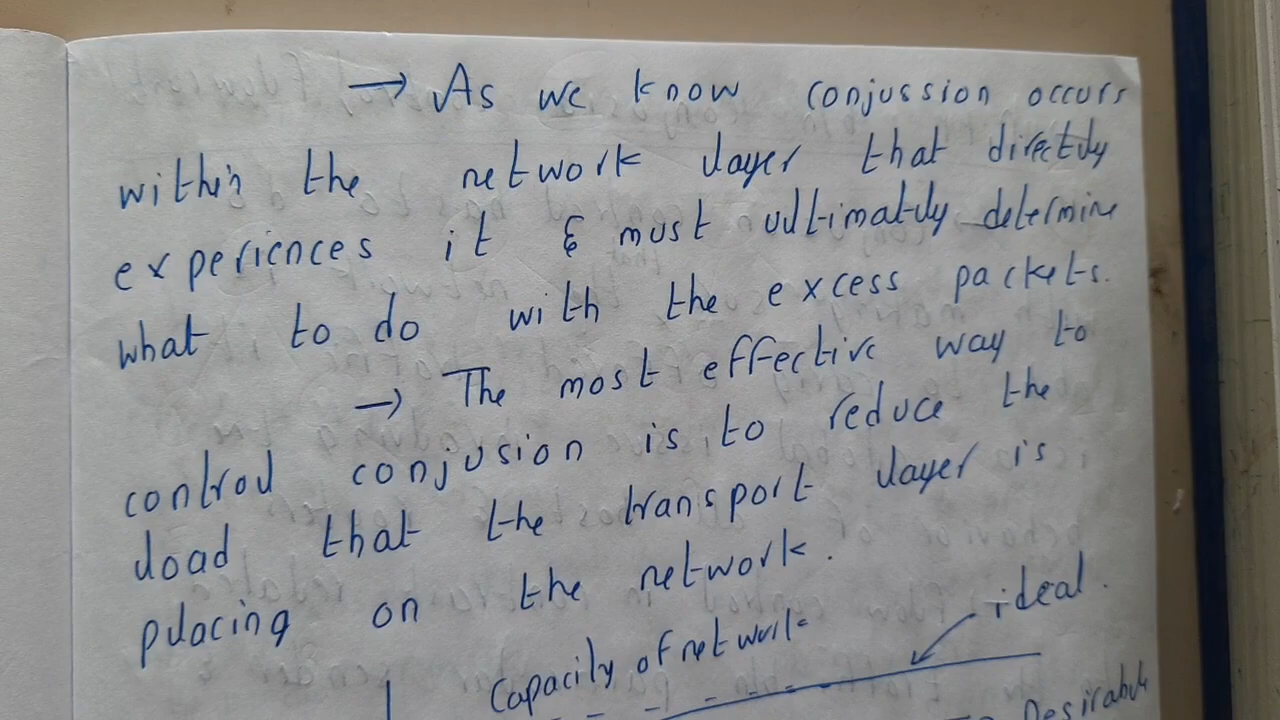 → As we know conjussion occurs
within the network layer that directly
experiences it & must ultimatly determine
what to do with the excess packets.
→ The most effective way to
control conjusion is to reduce the
load that the transport layer is
placing on the network.
Capacity of network
ideal.
Desirable